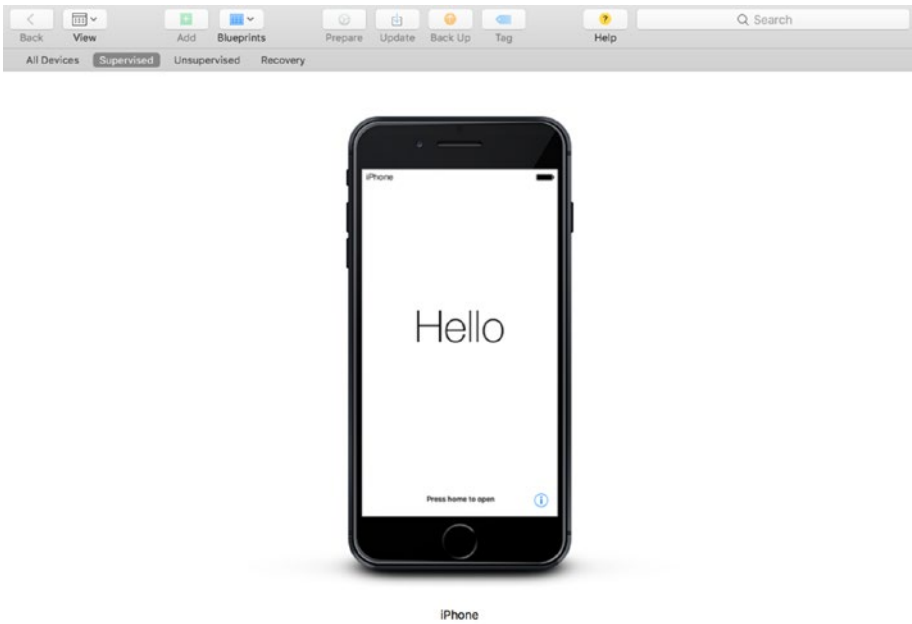 Back View Add Blueprints Prepare Update Back Up Tag Help Search
All Devices Supervised Unsupervised Recovery
iPhone
Hello
Press home to open
iPhone